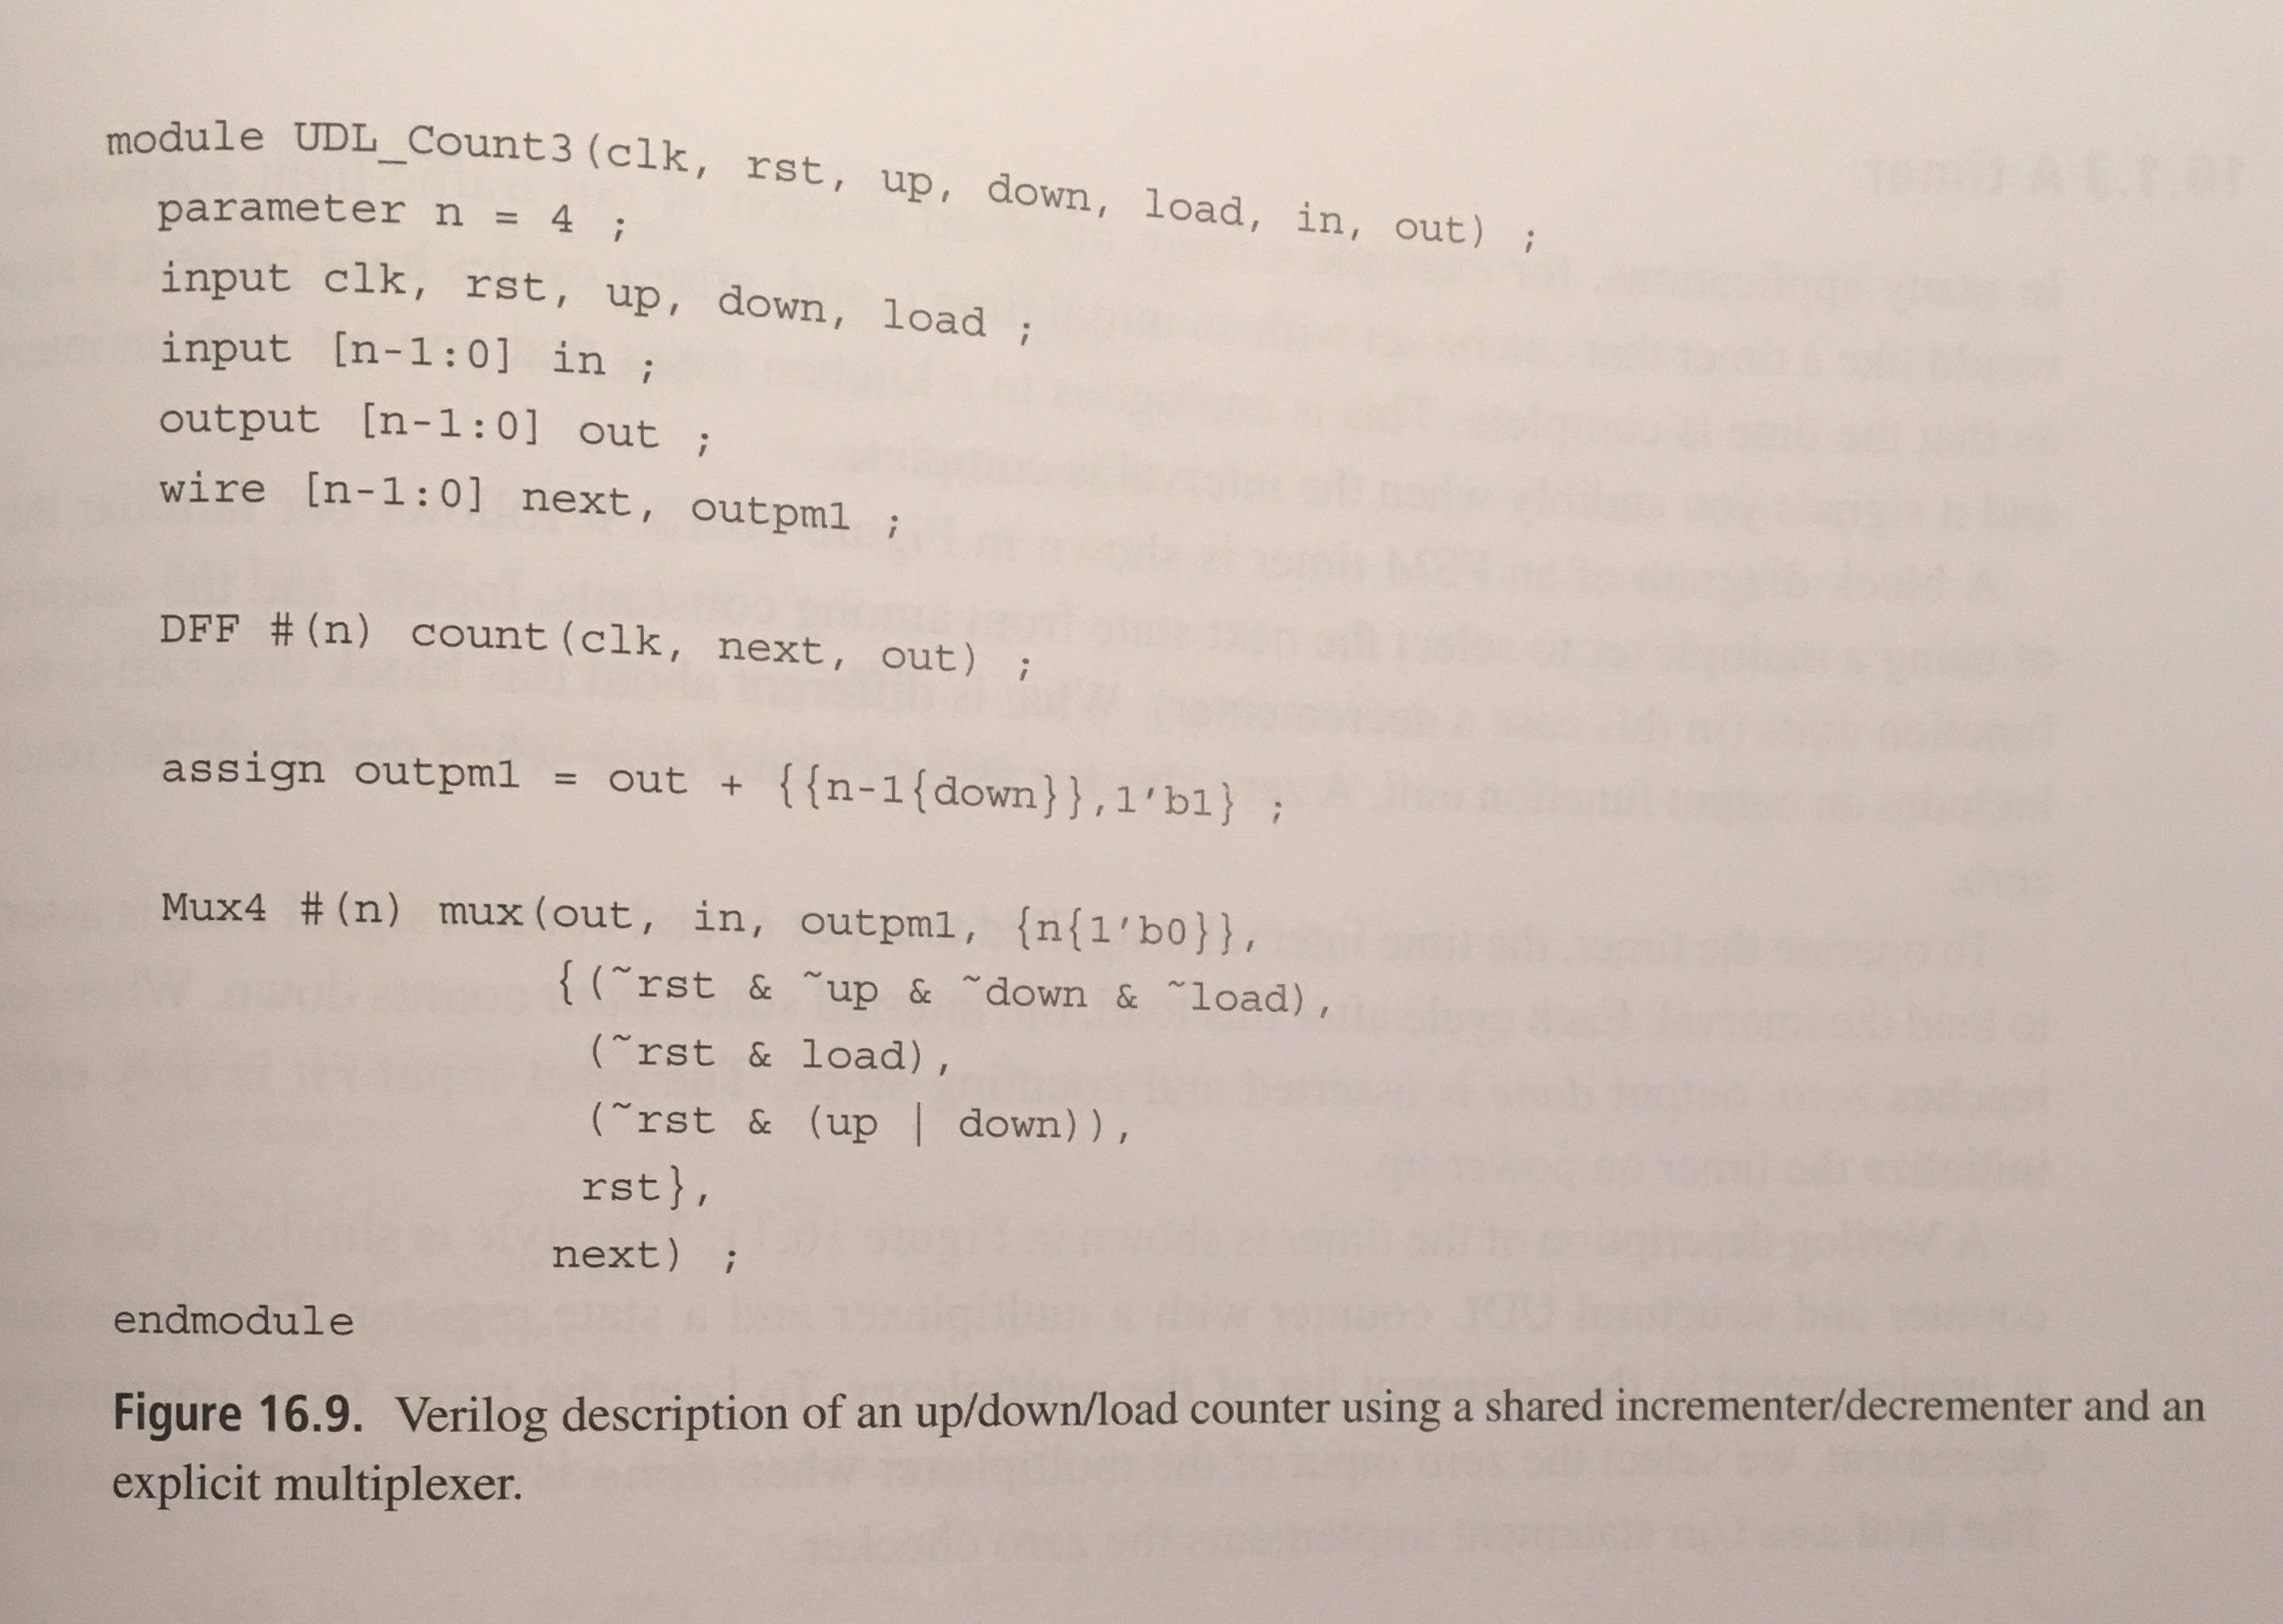 module UDL_Count3(clk, rst, up, down, load, in, out) ;
parameter n = 4 ;
input clk, rst, up, down, load ;
input [n-1:0] in ;
output [n-1:0] out ;
wire [n-1:0] next, outpm1 ;
DFF #(n) count(clk, next, out) ;
assign outpm1 = out + {{n-1{down}},1'b1} ;
Mux4 #(n) mux(out, in, outpm1, {n{1'b0}},
{(~rst & ~up & ~down & ~load),
(~rst & load),
(~rst & (up | down)),
rst},
next) ;
endmodule
Figure 16.9. Verilog description of an up/down/load counter using a shared incrementer/decrementer and an
explicit multiplexer.